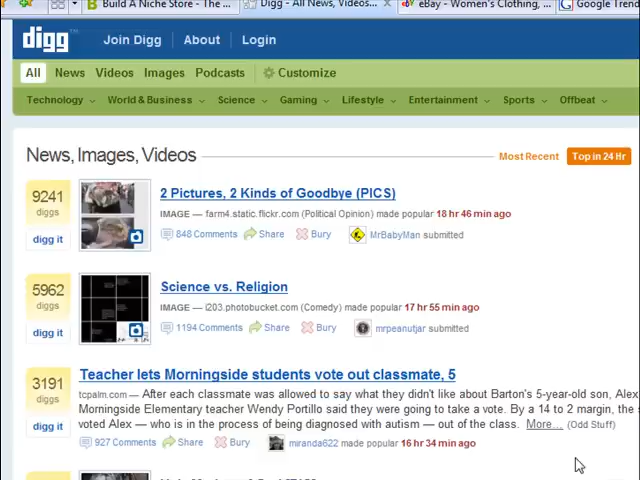 Build A Niche Store - The ...
Digg - All News, Videos...
eBay - Women's Clothing, ...
Google Trend
digg Join Digg About Login
All News Videos Images Podcasts Customize
Technology World & Business Science Gaming Lifestyle Entertainment Sports Offbeat
News, Images, Videos Most Recent Top in 24 Hr
9241 diggs digg it
2 Pictures, 2 Kinds of Goodbye (PICS)
IMAGE — farm4.static.flickr.com (Political Opinion) made popular 18 hr 46 min ago
848 Comments Share Bury MrBabyMan submitted
5962 diggs digg it
Science vs. Religion
IMAGE — i203.photobucket.com (Comedy) made popular 17 hr 55 min ago
1194 Comments Share Bury mrpeanutjar submitted
3191 diggs digg it
Teacher lets Morningside students vote out classmate, 5
tcpalm.com — After each classmate was allowed to say what they didn't like about Barton's 5-year-old son, Alex
Morningside Elementary teacher Wendy Portillo said they were going to take a vote. By a 14 to 2 margin, the s
voted Alex — who is in the process of being diagnosed with autism — out of the class. More... (Odd Stuff)
927 Comments Share Bury miranda622 made popular 16 hr 34 min ago